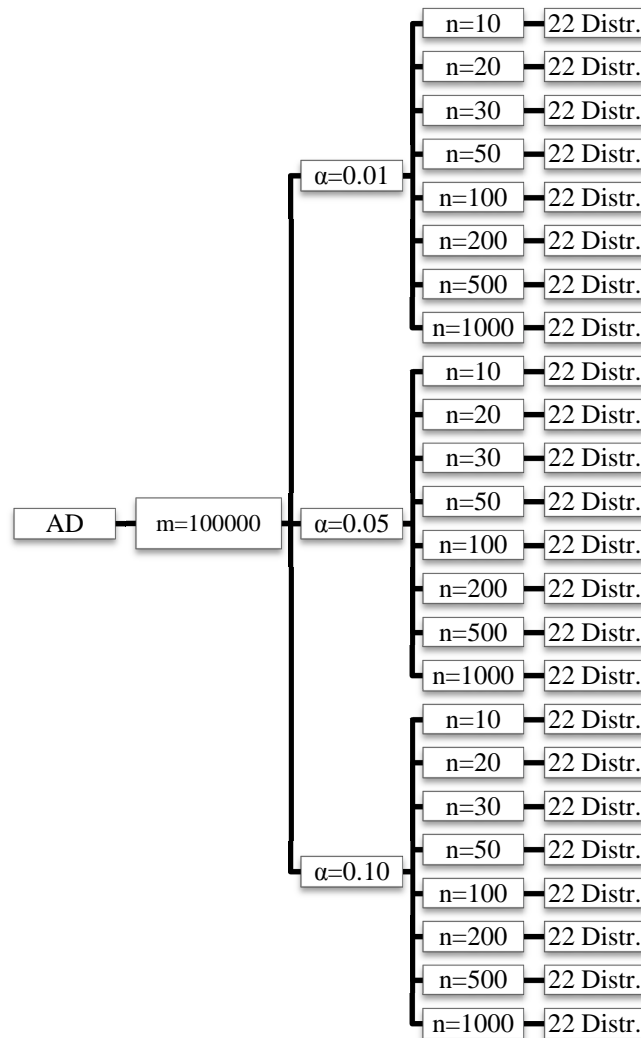 n=10 22 Distr.
n=20 22 Distr.
n=30 22 Distr.
n=50 22 Distr.
α=0.01
n=100 22 Distr.
n=200 22 Distr.
n=500 22 Distr.
n=1000 22 Distr.
n=10 22 Distr.
n=20 22 Distr.
n=30 22 Distr.
n=50 22 Distr.
AD m=100000 α=0.05
n=100 22 Distr.
n=200 22 Distr.
n=500 22 Distr.
n=1000 22 Distr.
n=10 22 Distr.
n=20 22 Distr.
n=30 22 Distr.
n=50 22 Distr.
α=0.10
n=100 22 Distr.
n=200 22 Distr.
n=500 22 Distr.
n=1000 22 Distr.